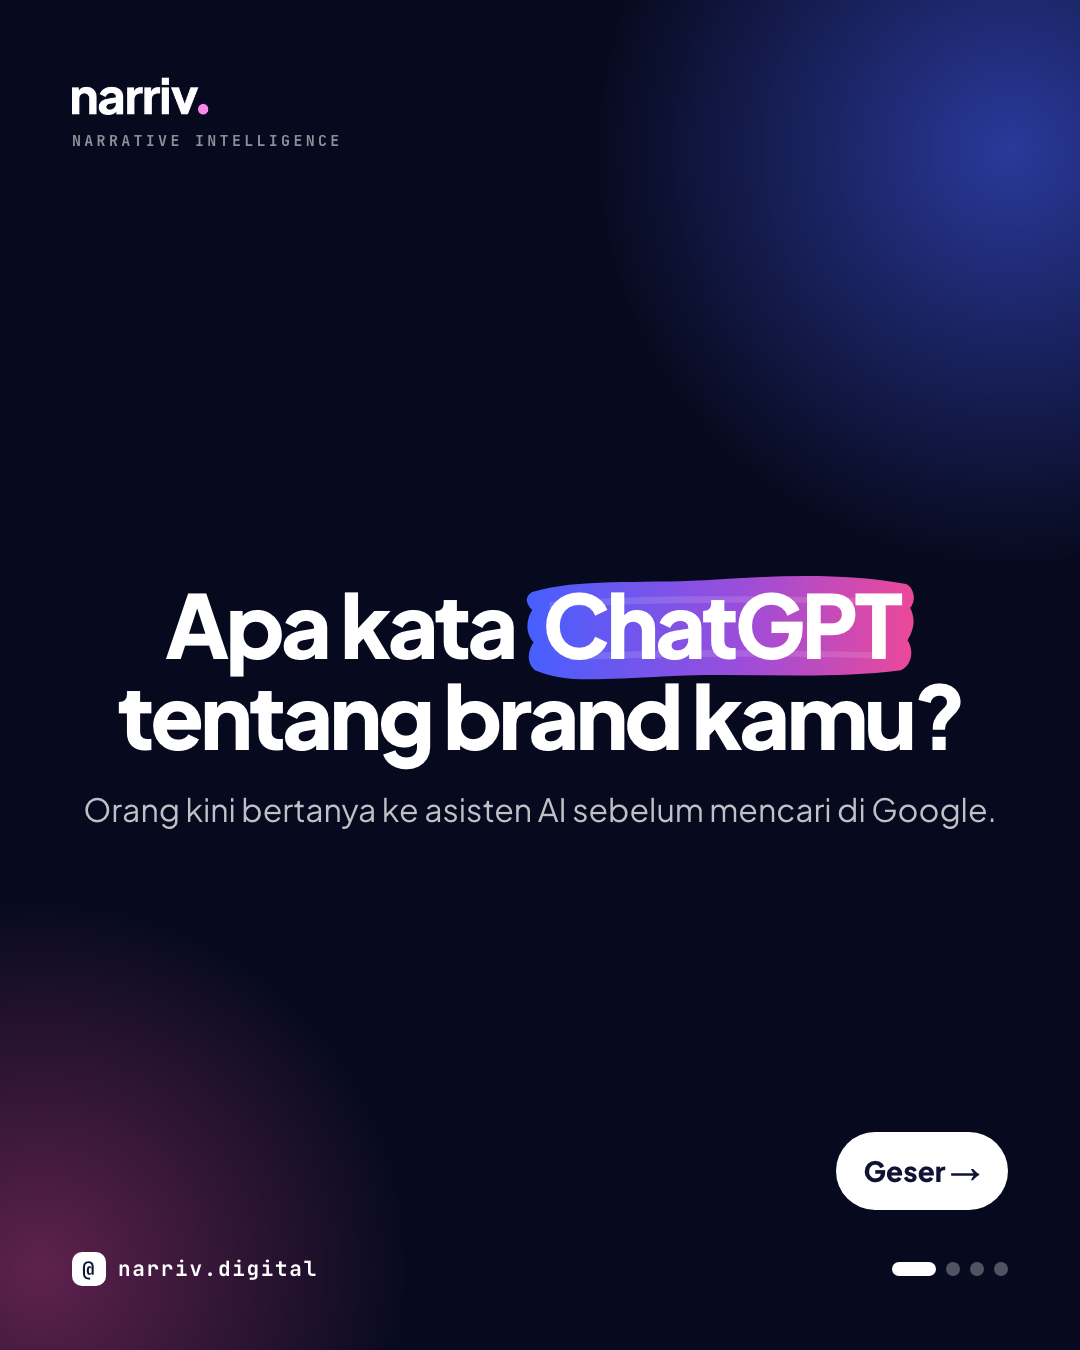 narriv.
NARRATIVE INTELLIGENCE
Apa kata ChatGPT
tentang brand kamu?
Orang kini bertanya ke asisten AI sebelum mencari di Google.
Geser →
@ narriv.digital